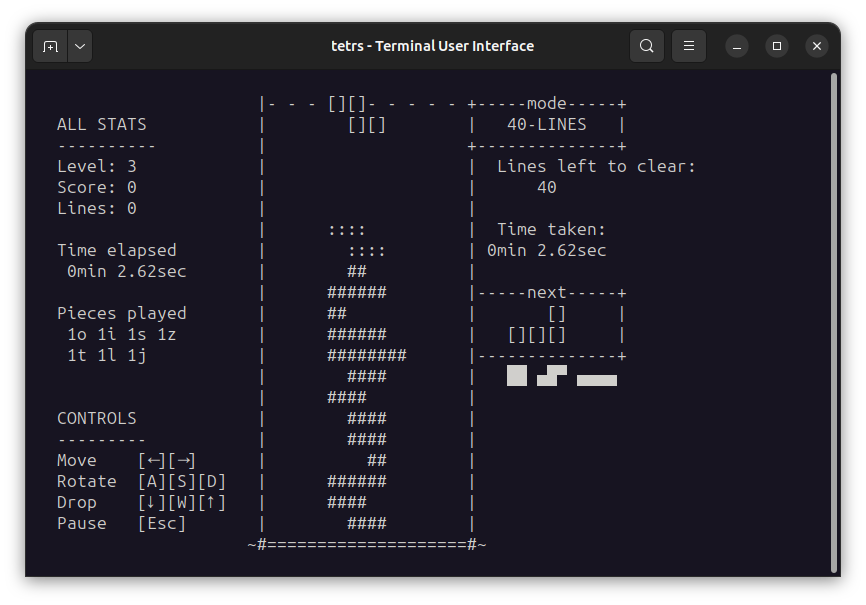 tetrs - Terminal User Interface
|- - - [][]- - - - - +-----mode-----+
ALL STATS | [][] | 40-LINES |
---------- | +--------------+
Level: 3 | | Lines left to clear:
Score: 0 | | 40
Lines: 0 | |
| :::: | Time taken:
Time elapsed | :::: | 0min 2.62sec
0min 2.62sec | ## |
| ###### |-----next-----+
Pieces played | ## | [] |
1o 1i 1s 1z | ###### | [][][] |
1t 1l 1j | ######## |--------------+
| #### |
| #### |
CONTROLS | #### |
--------- | #### |
Move [←][→] | ## |
Rotate [A][S][D] | ###### |
Drop [↓][W][↑] | #### |
Pause [Esc] | #### |
~#====================#~